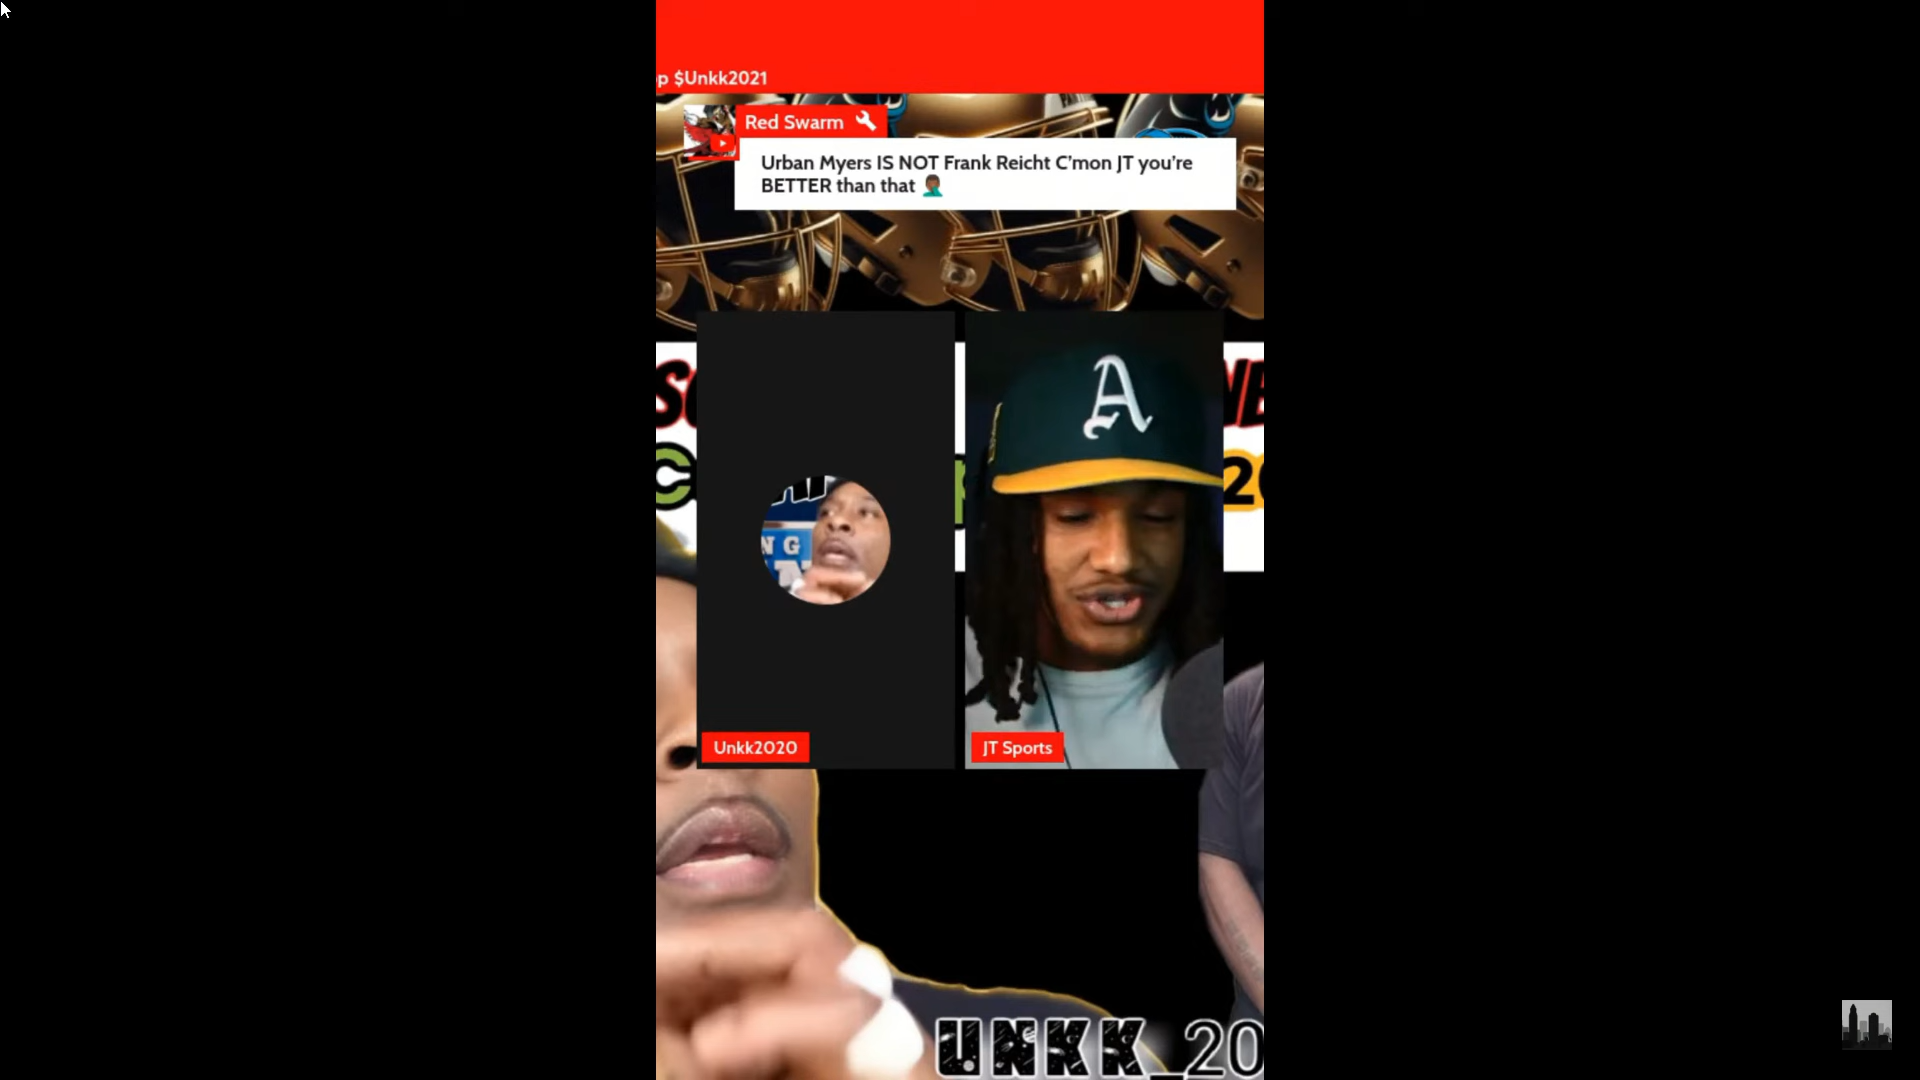 p $Unkk2021
Red Swarm
Urban Myers IS NOT Frank Reicht C'mon JT you're
BETTER than that
A
N G
Unkk2020
JT Sports
UNKK_20